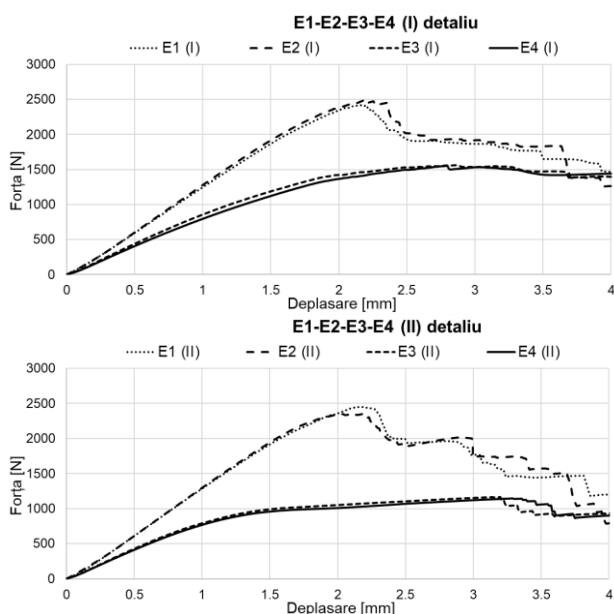 E1-E2-E3-E4 (I) detaliu
E1 (I) E2 (I) E3 (I) E4 (I)
3000
2500
2000
1500
1000
500
0
Forța [N]
0 0.5 1 1.5 2 2.5 3 3.5 4
Deplasare [mm]
E1-E2-E3-E4 (II) detaliu
E1 (II) E2 (II) E3 (II) E4 (II)
3000
2500
2000
1500
1000
500
0
Forța [N]
0 0.5 1 1.5 2 2.5 3 3.5 4
Deplasare [mm]